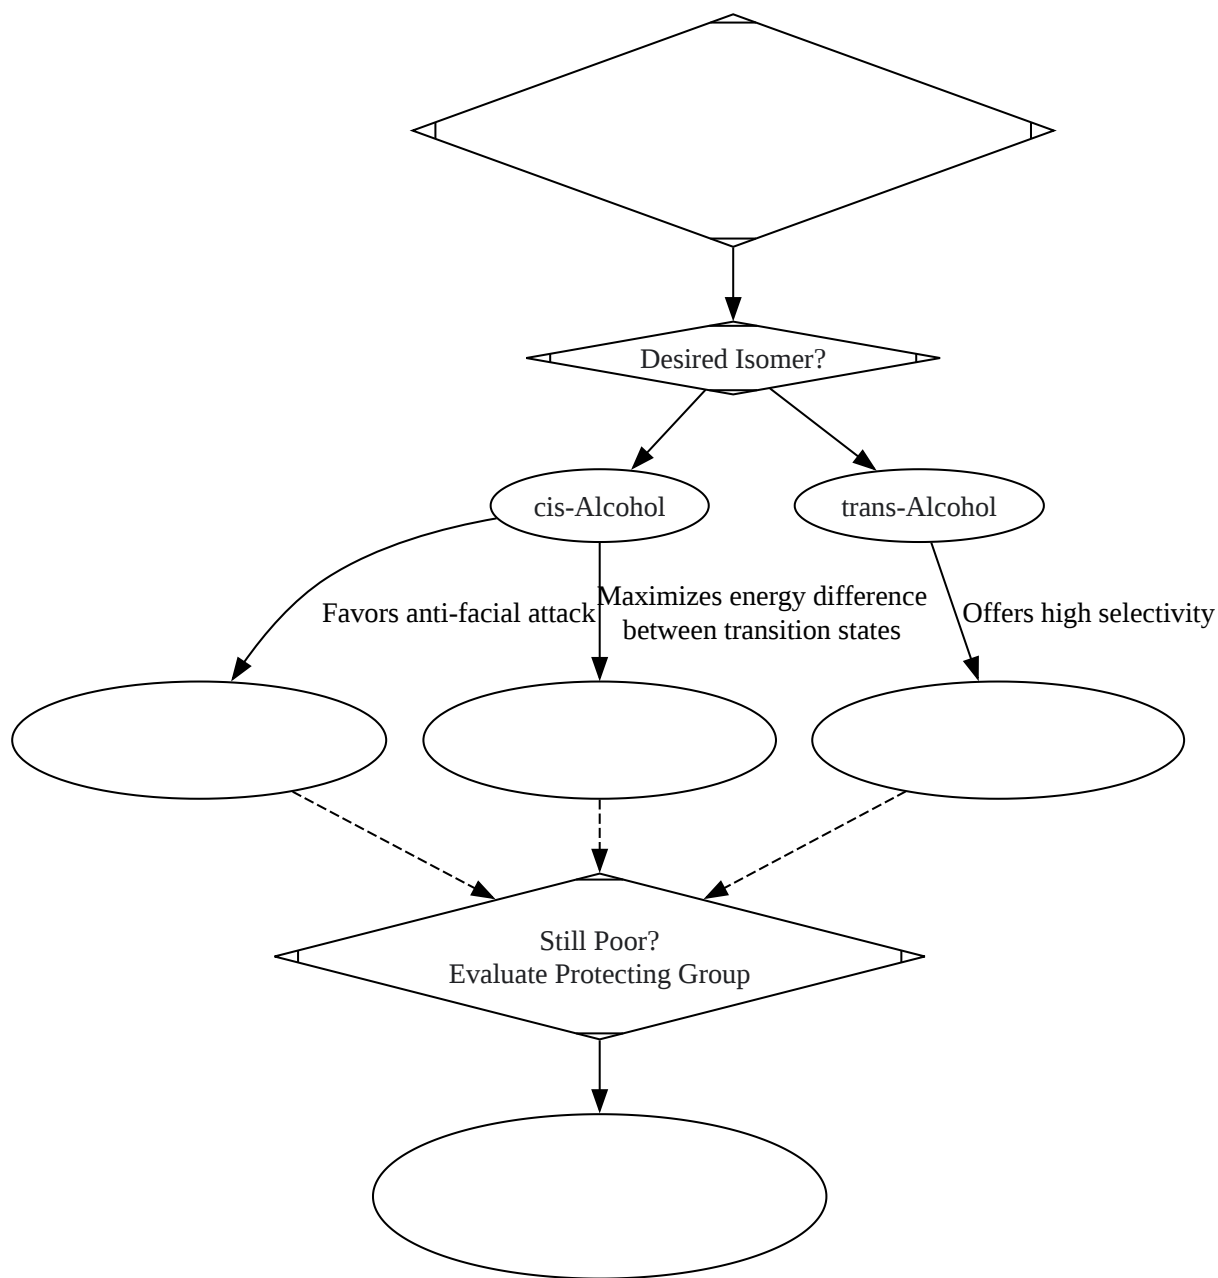 Desired Isomer?
cis-Alcohol
trans-Alcohol
Favors anti-facial attack
Maximizes energy difference
between transition states
Offers high selectivity
Still Poor?
Evaluate Protecting Group